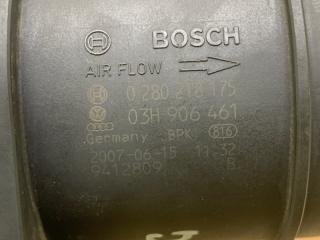 BOSCH
AIR FLOW
0 280 218 175
03H 906 461
Germany BPK 816
2007-06-15 11:32
9412809 B